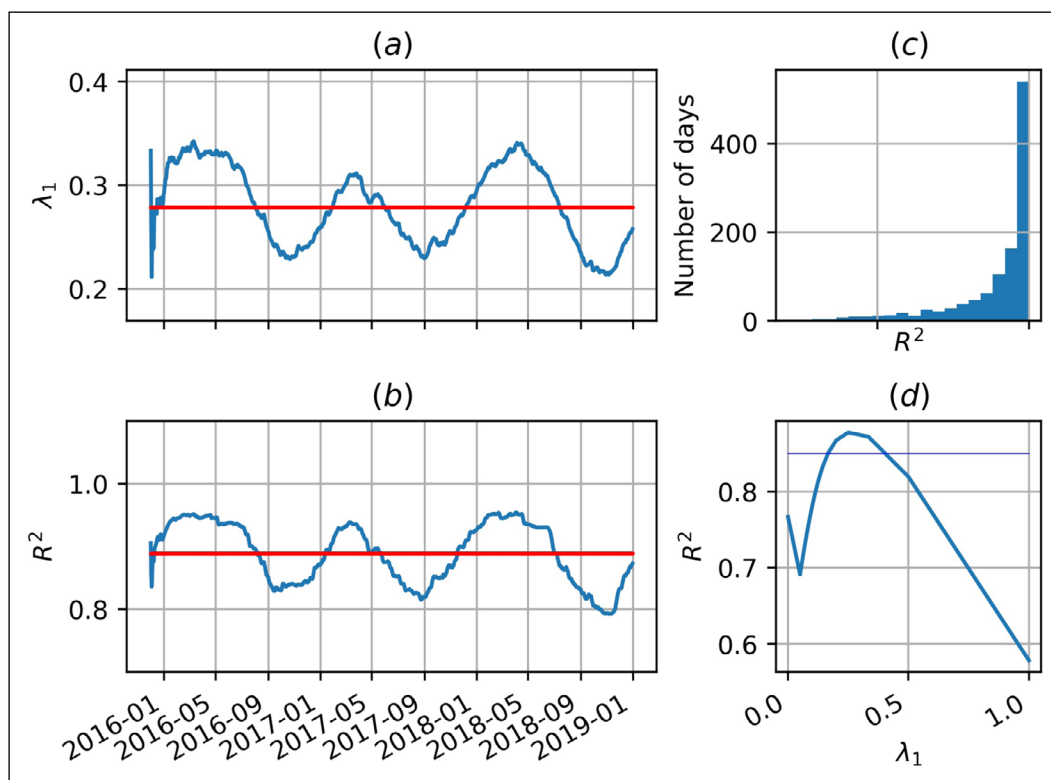 (a)
λ₁
0.4
0.3
0.2
(c)
Number of days
400
200
0
R²
(b)
R²
1.0
0.8
2016-01
2016-05
2016-09
2017-01
2017-05
2017-09
2018-01
2018-05
2018-09
2019-01
(d)
R²
0.8
0.7
0.6
0.0
0.5
1.0
λ₁